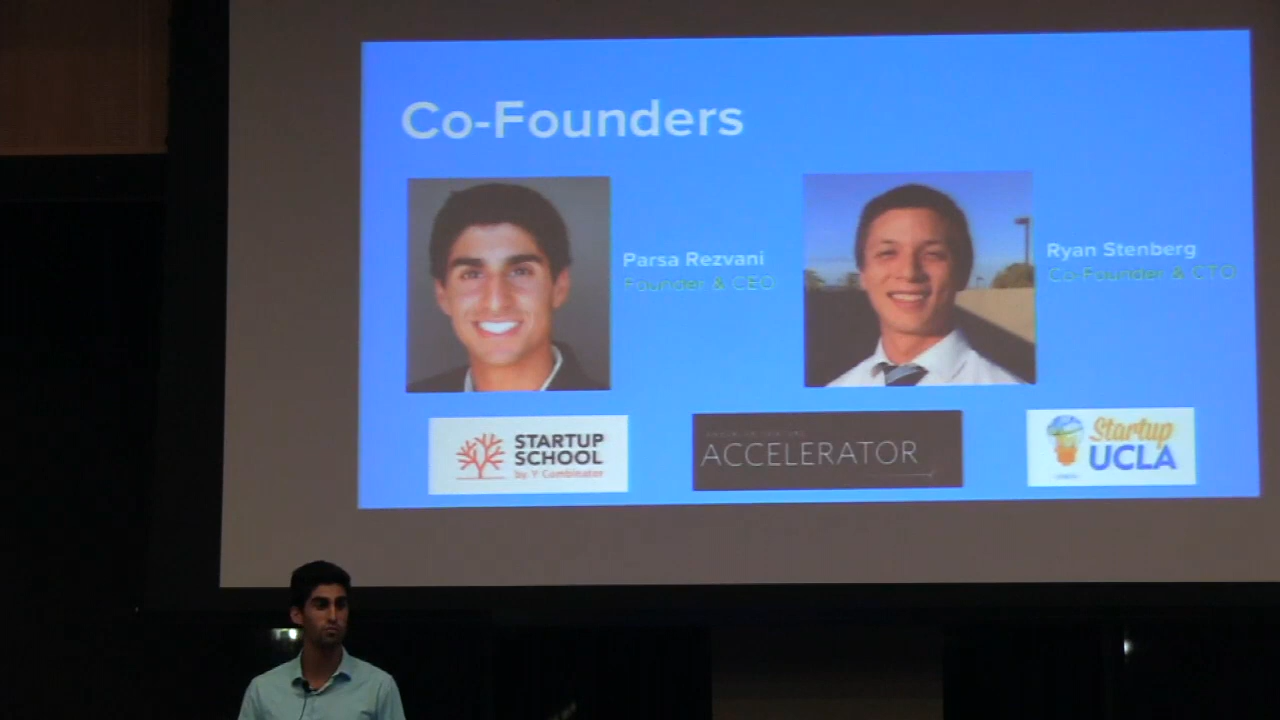 Co-Founders
Parsa Rezvani
Founder & CEO
Ryan Stenberg
Co-Founder & CTO
STARTUP
SCHOOL
by Y Combinator
ACCELERATOR
Startup
UCLA